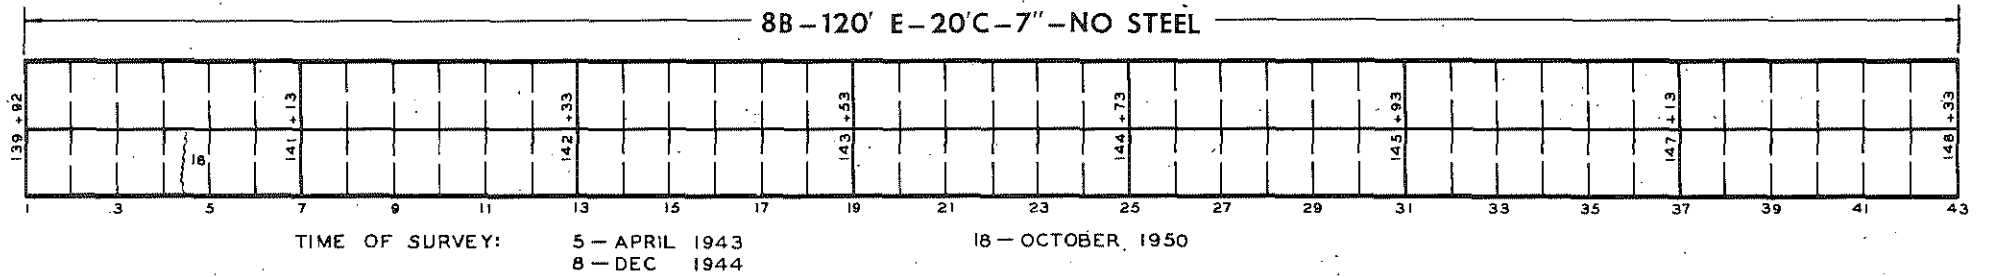 8B–120' E–20'C–7"–NO STEEL
139 +92
141 +13
142 +33
143 +53
144 +73
145 +93
147 +13
148 +33
18
1 3 5 7 9 11 13 15 17 19 21 23 25 27 29 31 33 35 37 39 41 43
TIME OF SURVEY: 5 – APRIL 1943 18 – OCTOBER, 1950
8 – DEC 1944